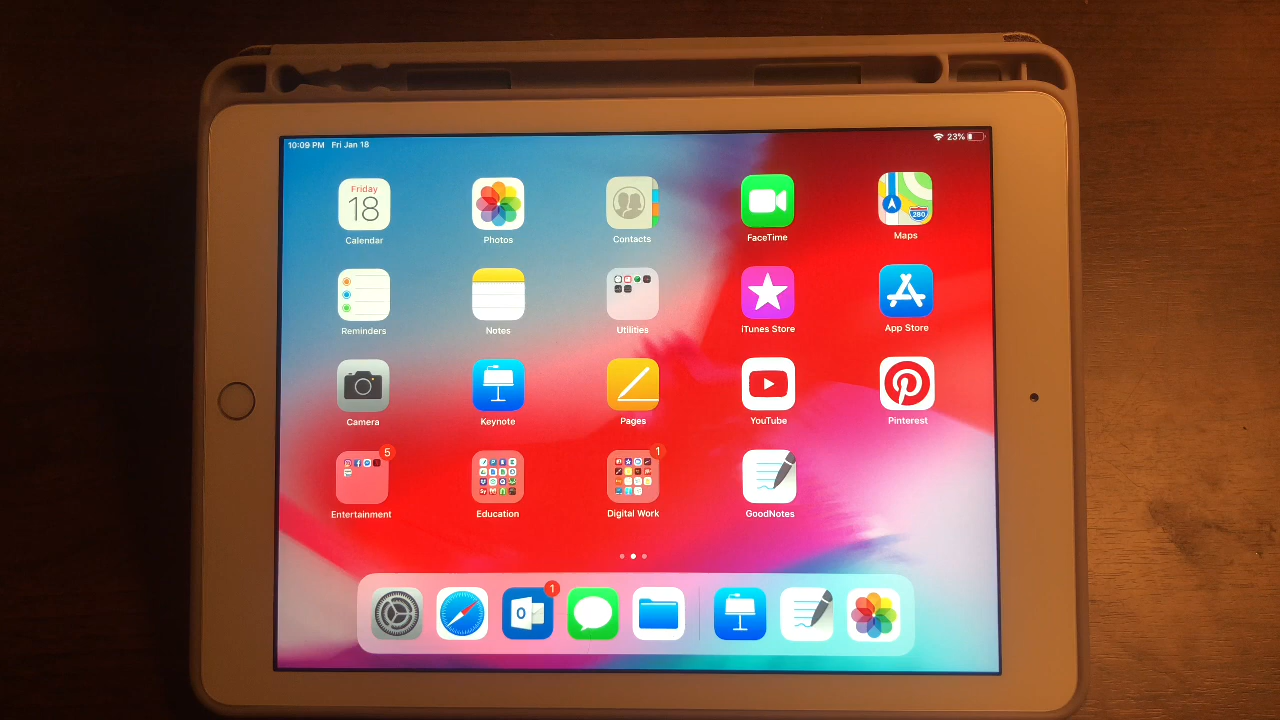 10:09 PM Fri Jan 18 23%
Friday
18
280
Calendar Photos Contacts FaceTime Maps
Reminders Notes Utilities iTunes Store App Store
Camera Keynote Pages YouTube Pinterest
5 1
Entertainment Education Digital Work GoodNotes
1
O